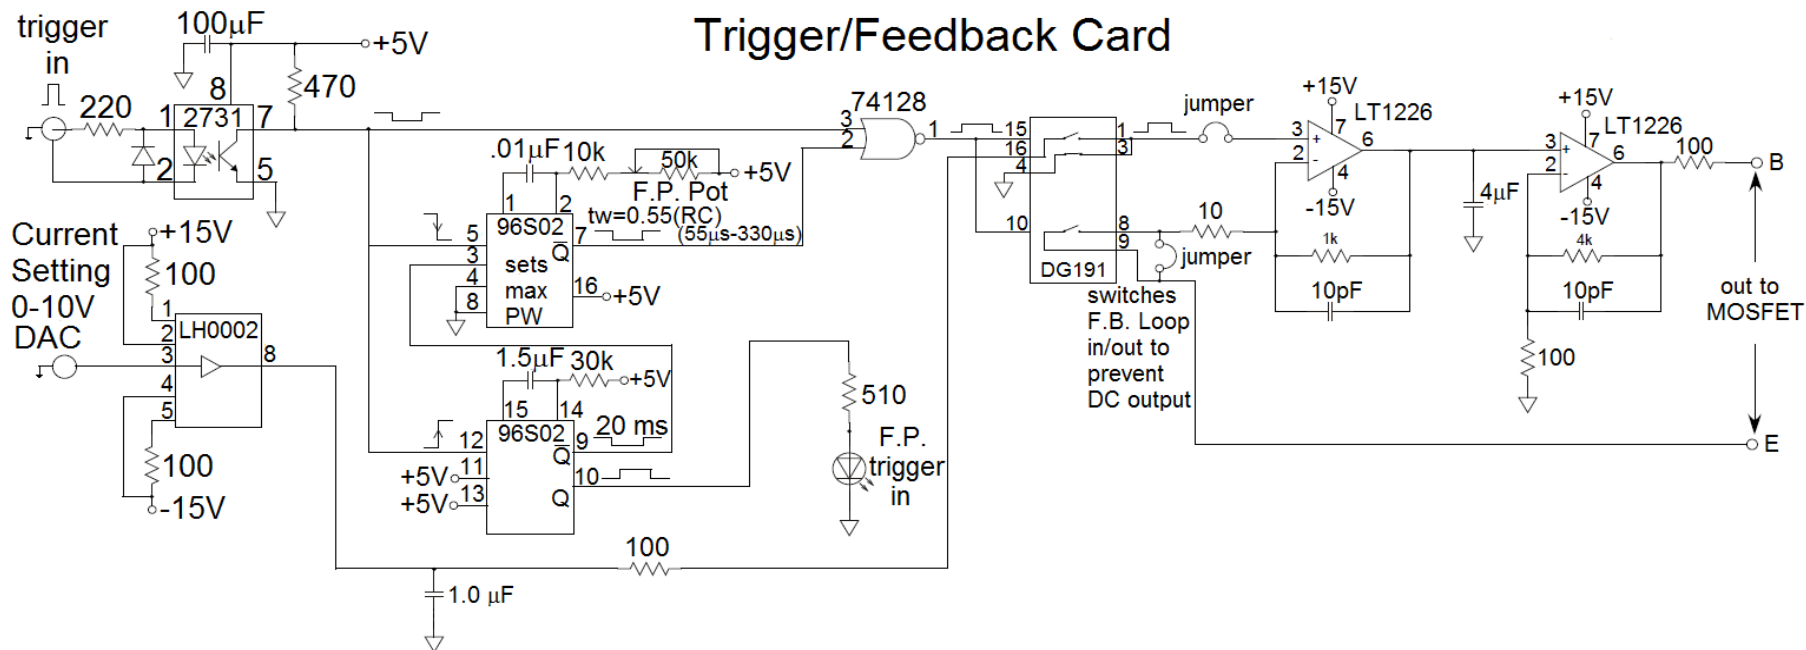 Trigger/Feedback Card
trigger
in
100µF
+5V
8
470
220
1
2731
7
2
5
Current
Setting
0-10V
DAC
+15V
100
1
LH0002
2
3
8
4
5
100
-15V
.01µF
10k
50k
+5V
F.P. Pot
1
2
96S02
tw=0.55(RC)
5
7
(55µs-330µs)
Q
3
sets
4
max
16
+5V
8
PW
1.5µF
30k
+5V
15
14
96S02
20 ms
12
9
Q
11
+5V
10
13
+5V
Q
510
F.P.
trigger
in
100
1.0 µF
74128
3
2
1
15
16
4
10
1
3
8
9
DG191
jumper
10
jumper
switches
F.B. Loop
in/out to
prevent
DC output
+15V
LT1226
3
+
7
6
2
-
4
-15V
1k
10pF
4µF
+15V
LT1226
3
+
7
6
2
-
4
-15V
100
B
4k
10pF
100
out to
MOSFET
E